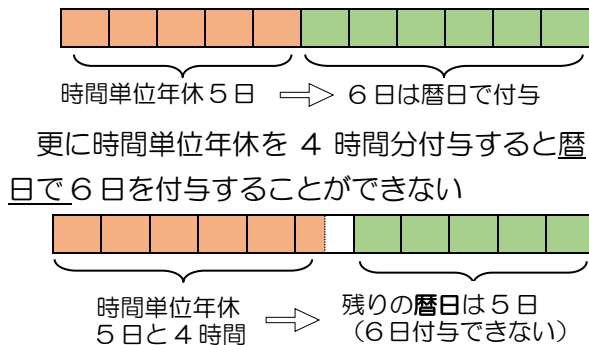 時間単位年休５日 ⇨ ６日は暦日で付与
更に時間単位年休を ４ 時間分付与すると暦
日で６日を付与することができない
時間単位年休
５日と４時間 ⇨ 残りの暦日は５日
（６日付与できない）